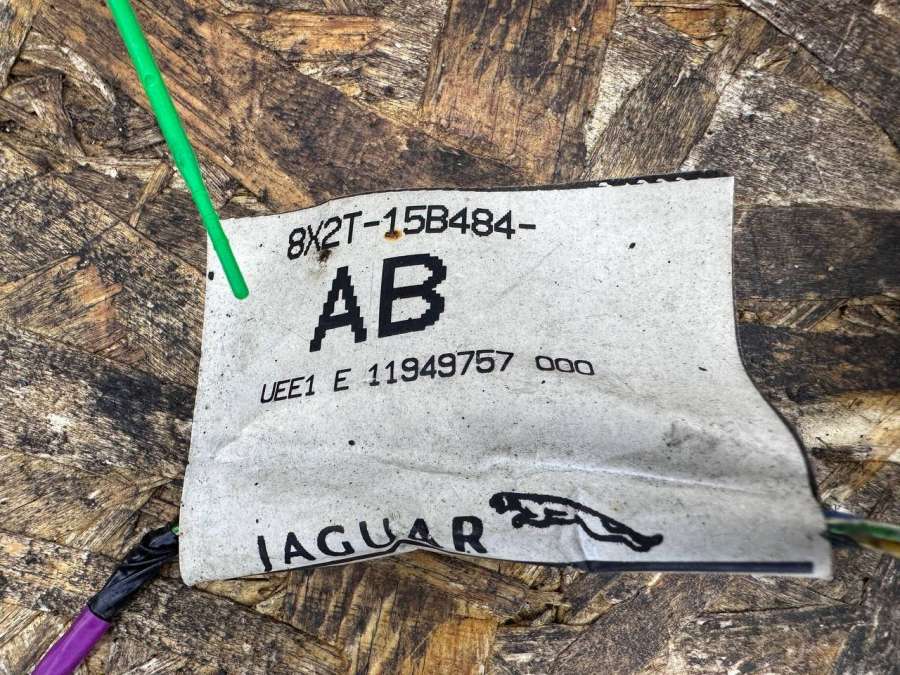 8X2T-15B484-
AB
UEE1 E 11949757 000
JAGUAR